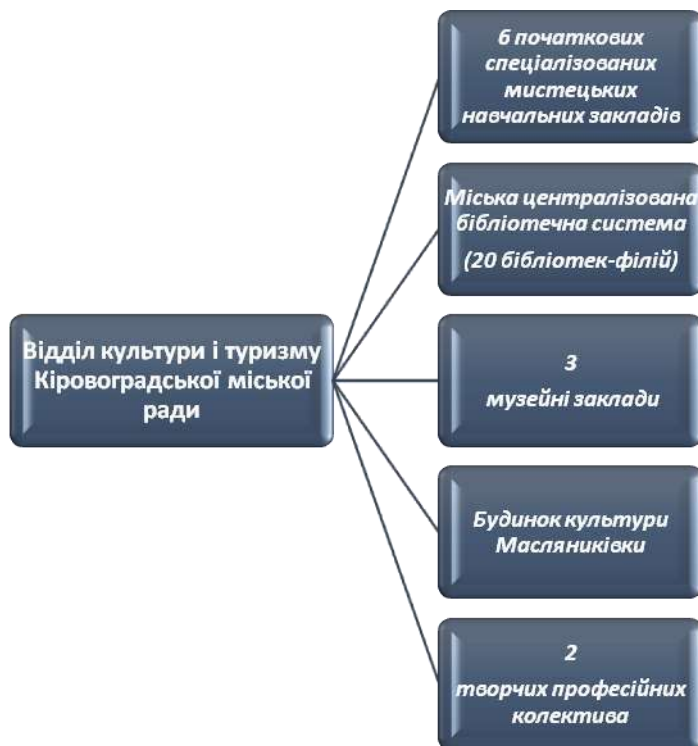 6 початкових
спеціалізованих
мистецьких
навчальних закладів
Міська централізована
бібліотечна система
(20 бібліотек-філій)
Відділ культури і туризму
Кіровоградської міської
ради
3
музейні заклади
Будинок культури
Масляниківки
2
творчих професійних
колектива